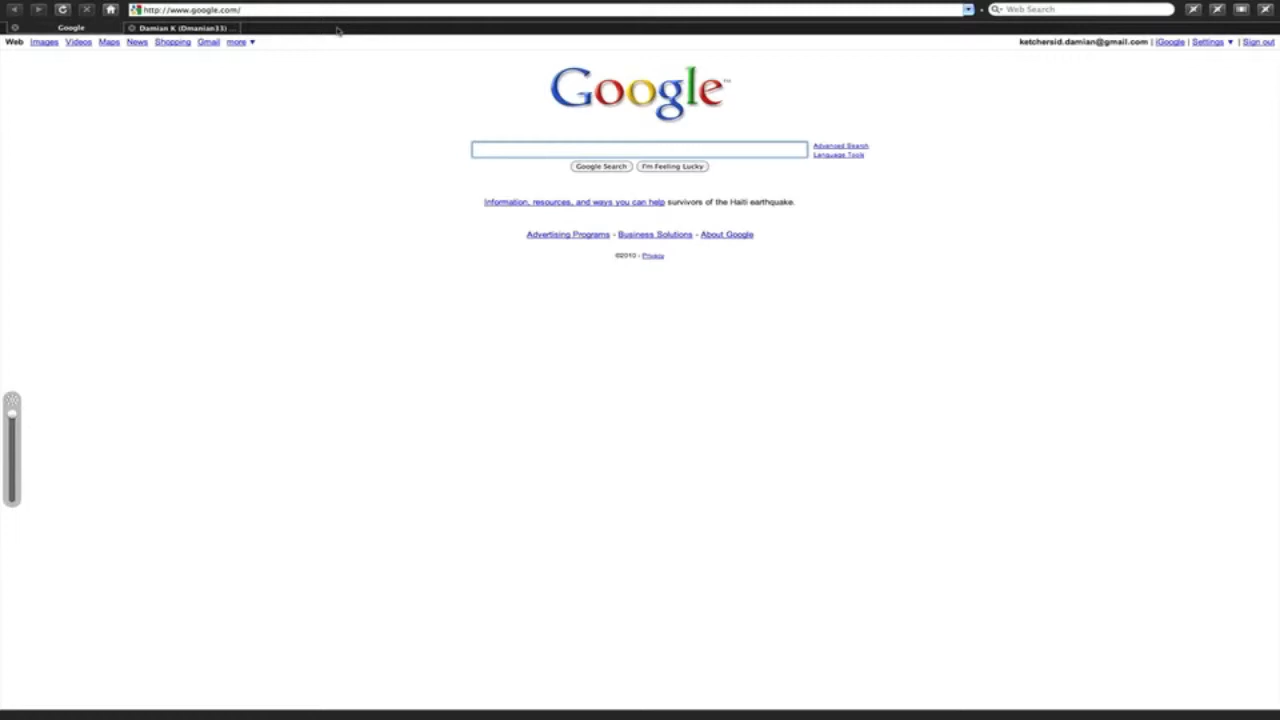 http://www.google.com/
Web Search
Google
Damian K (Dmanian33) ...
Web Images Videos Maps News Shopping Gmail more ▼
ketchersid.damian@gmail.com | iGoogle | Settings ▼ | Sign out
Google™
Advanced Search
Language Tools
Google Search I'm Feeling Lucky
Information, resources, and ways you can help survivors of the Haiti earthquake.
Advertising Programs - Business Solutions - About Google
©2010 - Privacy